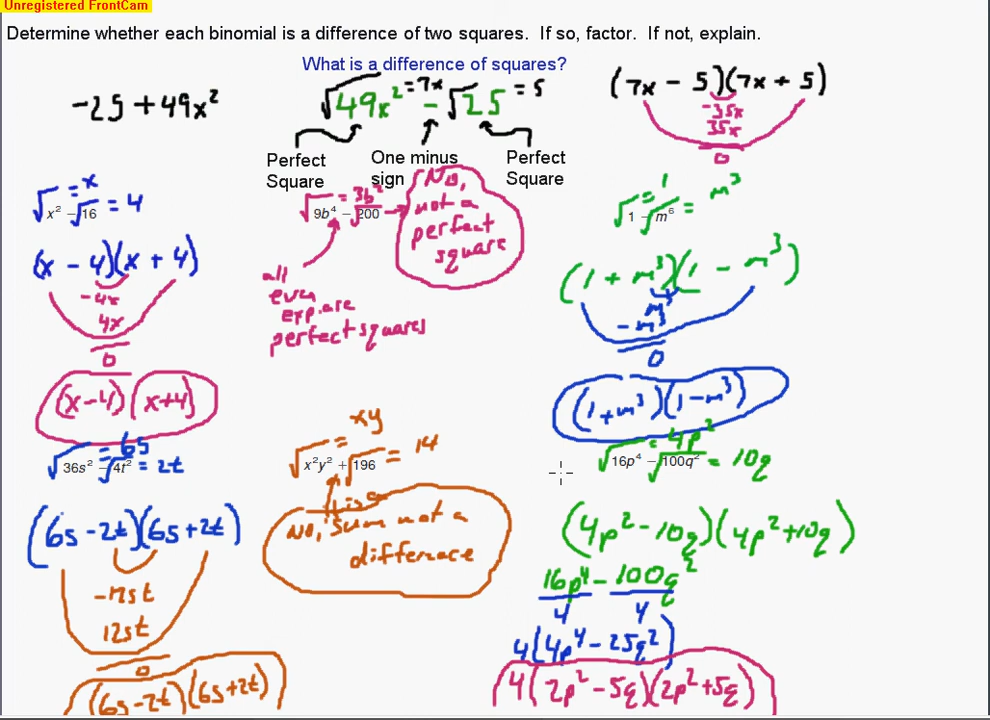 Unregistered FrontCam
Determine whether each binomial is a difference of two squares. If so, factor. If not, explain.
What is a difference of squares?
-25 + 49x²
√49x² = 7x - √25 = 5
(7x - 5)(7x + 5)
-35x
35x
0
Perfect Square
One minus sign
Perfect Square
√x² = x - √16 = 4
(x - 4)(x + 4)
-4x
4x
0
(x-4)(x+4)
√9b⁴ = 3b² - √200
No,
not a
perfect
square
all
even
exp. are
perfect squares
√1 = 1 - √m⁶ = m³
(1 + m³)(1 - m³)
m³
-m³
0
(1+m³)(1-m³)
√36s² = 6s - √4t² = 2t
(6s - 2t)(6s + 2t)
12st
0
(6s-2t)(6s+2t)
√x²y² = xy + √196 = 14
this
No, sum not a
difference
√16p⁴ = 4p² - √100q² = 10q
(4p² - 10q)(4p² + 10q)
16p⁴ - 100q²
4 4
4(4p⁴ - 25q²)
4(2p² - 5q)(2p² + 5q)